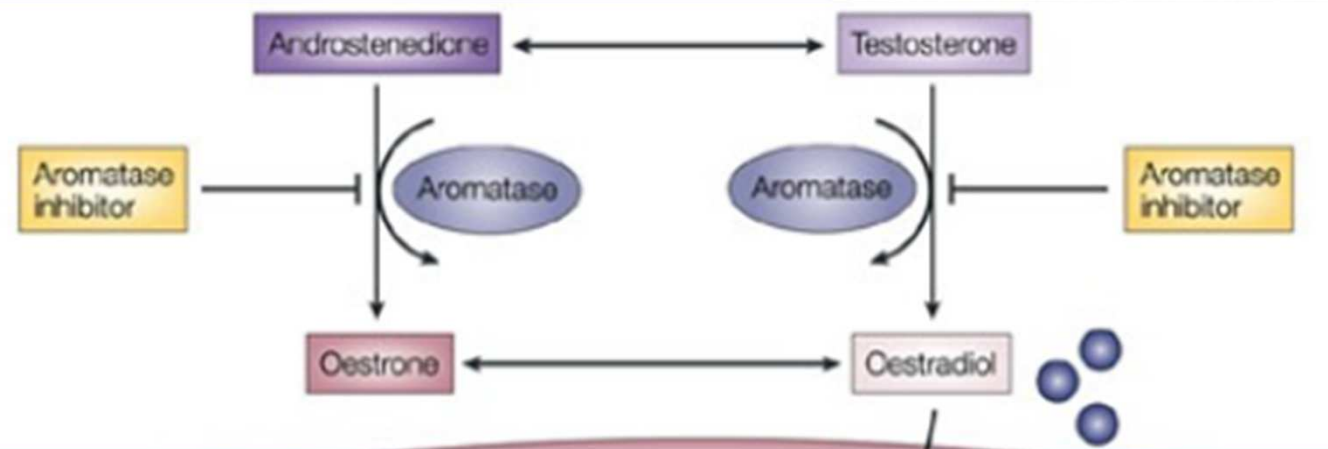 Androstenedione
Testosterone
Aromatase
inhibitor
Aromatase
Aromatase
Aromatase
inhibitor
Oestrone
Oestradiol